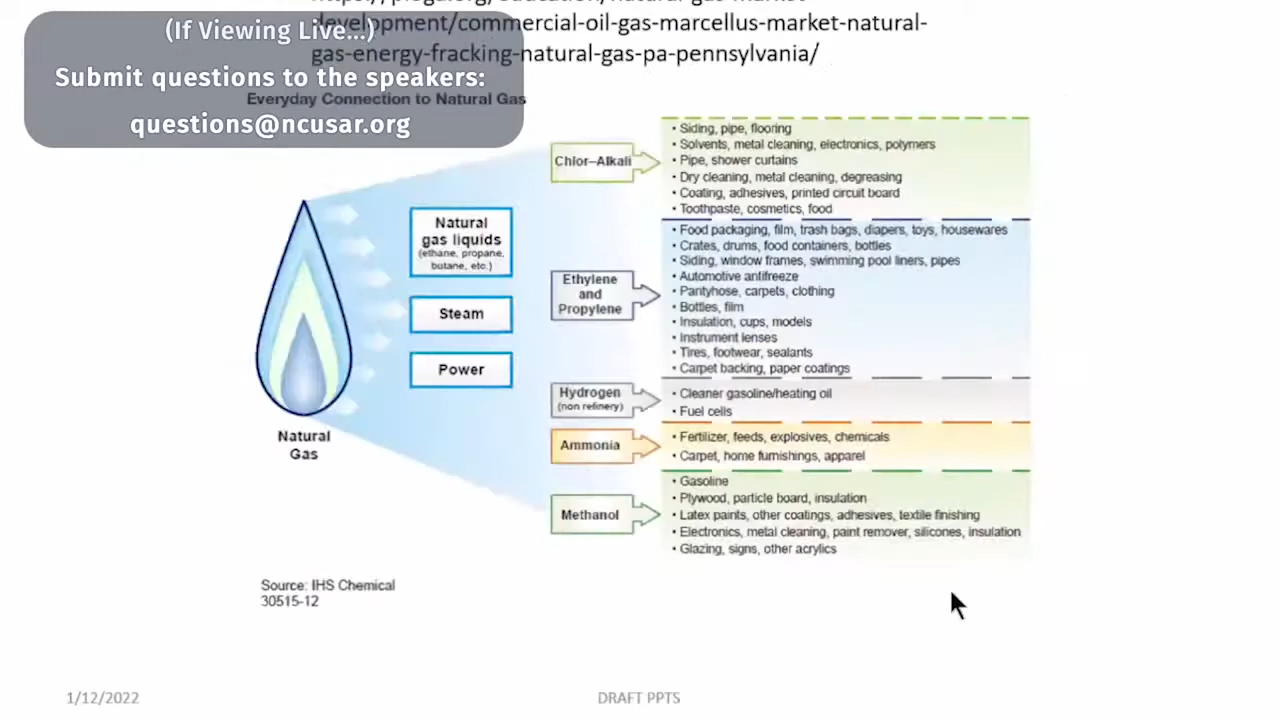 development/commercial-oil-gas-marcellus-market-natural-
gas-energy-fracking-natural-gas-pa-pennsylvania/
(If Viewing Live...)
Submit questions to the speakers:
questions@ncusar.org
Everyday Connection to Natural Gas
Natural
Gas
Natural
gas liquids
(ethane, propane,
butane, etc.)
Steam
Power
Chlor–Alkali
• Siding, pipe, flooring
• Solvents, metal cleaning, electronics, polymers
• Pipe, shower curtains
• Dry cleaning, metal cleaning, degreasing
• Coating, adhesives, printed circuit board
• Toothpaste, cosmetics, food
Ethylene
and
Propylene
• Food packaging, film, trash bags, diapers, toys, housewares
• Crates, drums, food containers, bottles
• Siding, window frames, swimming pool liners, pipes
• Automotive antifreeze
• Pantyhose, carpets, clothing
• Bottles, film
• Insulation, cups, models
• Instrument lenses
• Tires, footwear, sealants
• Carpet backing, paper coatings
Hydrogen
(non refinery)
• Cleaner gasoline/heating oil
• Fuel cells
Ammonia
• Fertilizer, feeds, explosives, chemicals
• Carpet, home furnishings, apparel
Methanol
• Gasoline
• Plywood, particle board, insulation
• Latex paints, other coatings, adhesives, textile finishing
• Electronics, metal cleaning, paint remover, silicones, insulation
• Glazing, signs, other acrylics
Source: IHS Chemical
30515-12
1/12/2022
DRAFT PPTS